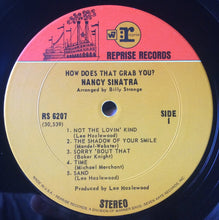 REPRISE RECORDS
HOW DOES THAT GRAB YOU?
NANCY SINATRA
Arranged by Billy Strange
RS 6207
(30,539)
SIDE
1
1. NOT THE LOVIN' KIND
(Lee Hazlewood)
2. THE SHADOW OF YOUR SMILE
(Mandel-Webster)
3. SORRY 'BOUT THAT
(Baker Knight)
4. TIME
(Michael Merchant)
5. SAND
(Lee Hazlewood)
Produced by Lee Hazlewood
STEREO